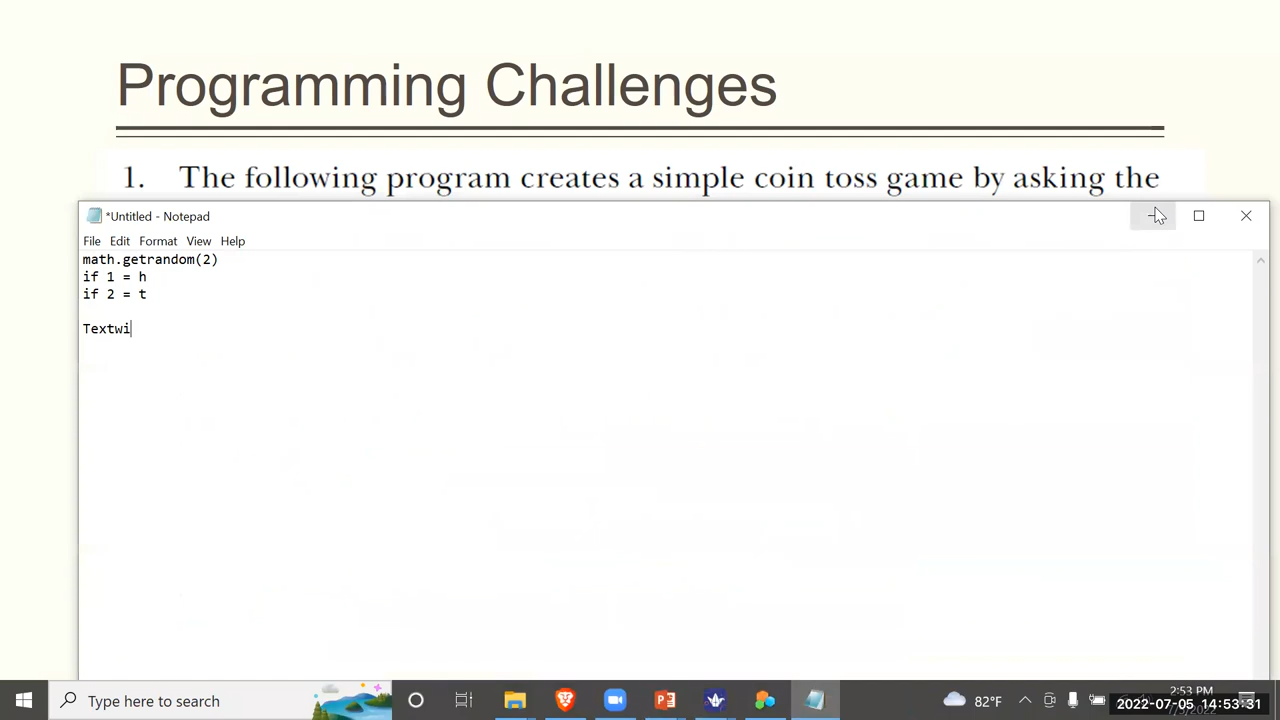 Programming Challenges
1. The following program creates a simple coin toss game by asking the
*Untitled - Notepad
File Edit Format View Help
math.getrandom(2)
if 1 = h
if 2 = t
Textwi
Type here to search
82°F
2:53 PM
2022-07-05 14:53:31